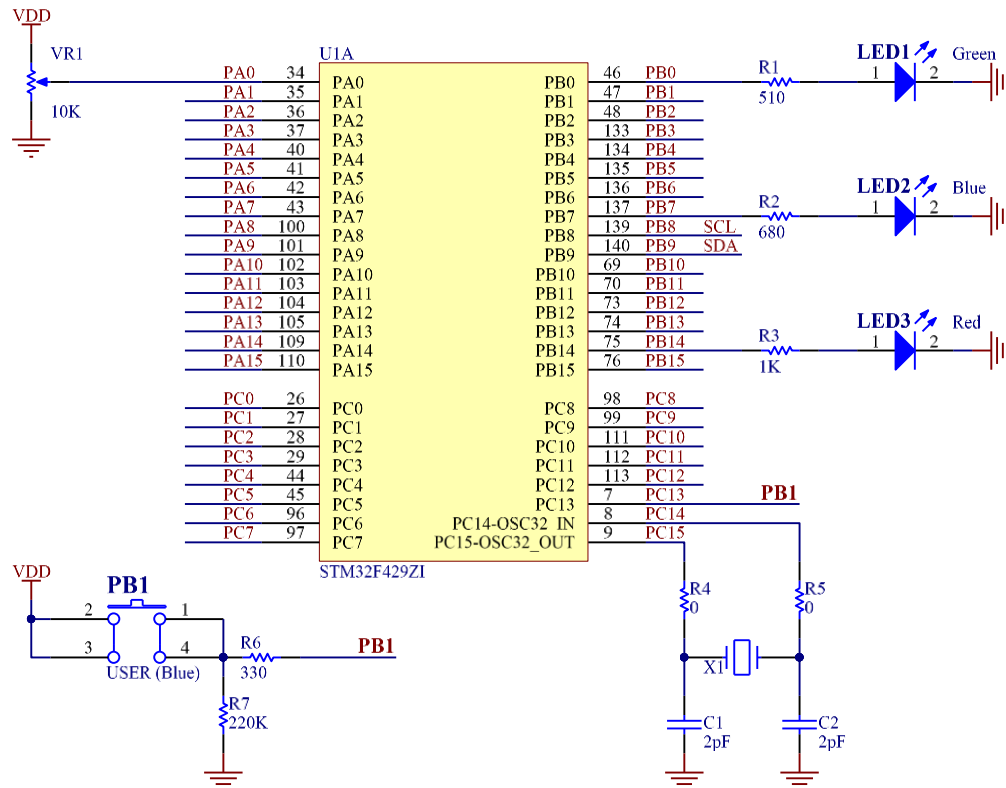 VDD
VR1
10K
U1A
PA0 34 PA0
PA1 35 PA1
PA2 36 PA2
PA3 37 PA3
PA4 40 PA4
PA5 41 PA5
PA6 42 PA6
PA7 43 PA7
PA8 100 PA8
PA9 101 PA9
PA10 102 PA10
PA11 103 PA11
PA12 104 PA12
PA13 105 PA13
PA14 109 PA14
PA15 110 PA15
PC0 26 PC0
PC1 27 PC1
PC2 28 PC2
PC3 29 PC3
PC4 44 PC4
PC5 45 PC5
PC6 96 PC6
PC7 97 PC7
PB0 46 PB0
PB1 47 PB1
PB2 48 PB2
PB3 133 PB3
PB4 134 PB4
PB5 135 PB5
PB6 136 PB6
PB7 137 PB7
PB8 139 PB8 SCL
PB9 140 PB9 SDA
PB10 69 PB10
PB11 70 PB11
PB12 73 PB12
PB13 74 PB13
PB14 75 PB14
PB15 76 PB15
PC8 98 PC8
PC9 99 PC9
PC10 111 PC10
PC11 112 PC11
PC12 113 PC12
PC13 7 PC13 PB1
PC14-OSC32_IN 8 PC14
PC15-OSC32_OUT 9 PC15
STM32F429ZI
R1
510
LED1 Green
1 2
R2
680
LED2 Blue
1 2
R3
1K
LED3 Red
1 2
VDD
PB1
2 1
3 4
USER (Blue)
R6
330
PB1
R7
220K
R4
0
R5
0
X1
C1
2pF
C2
2pF